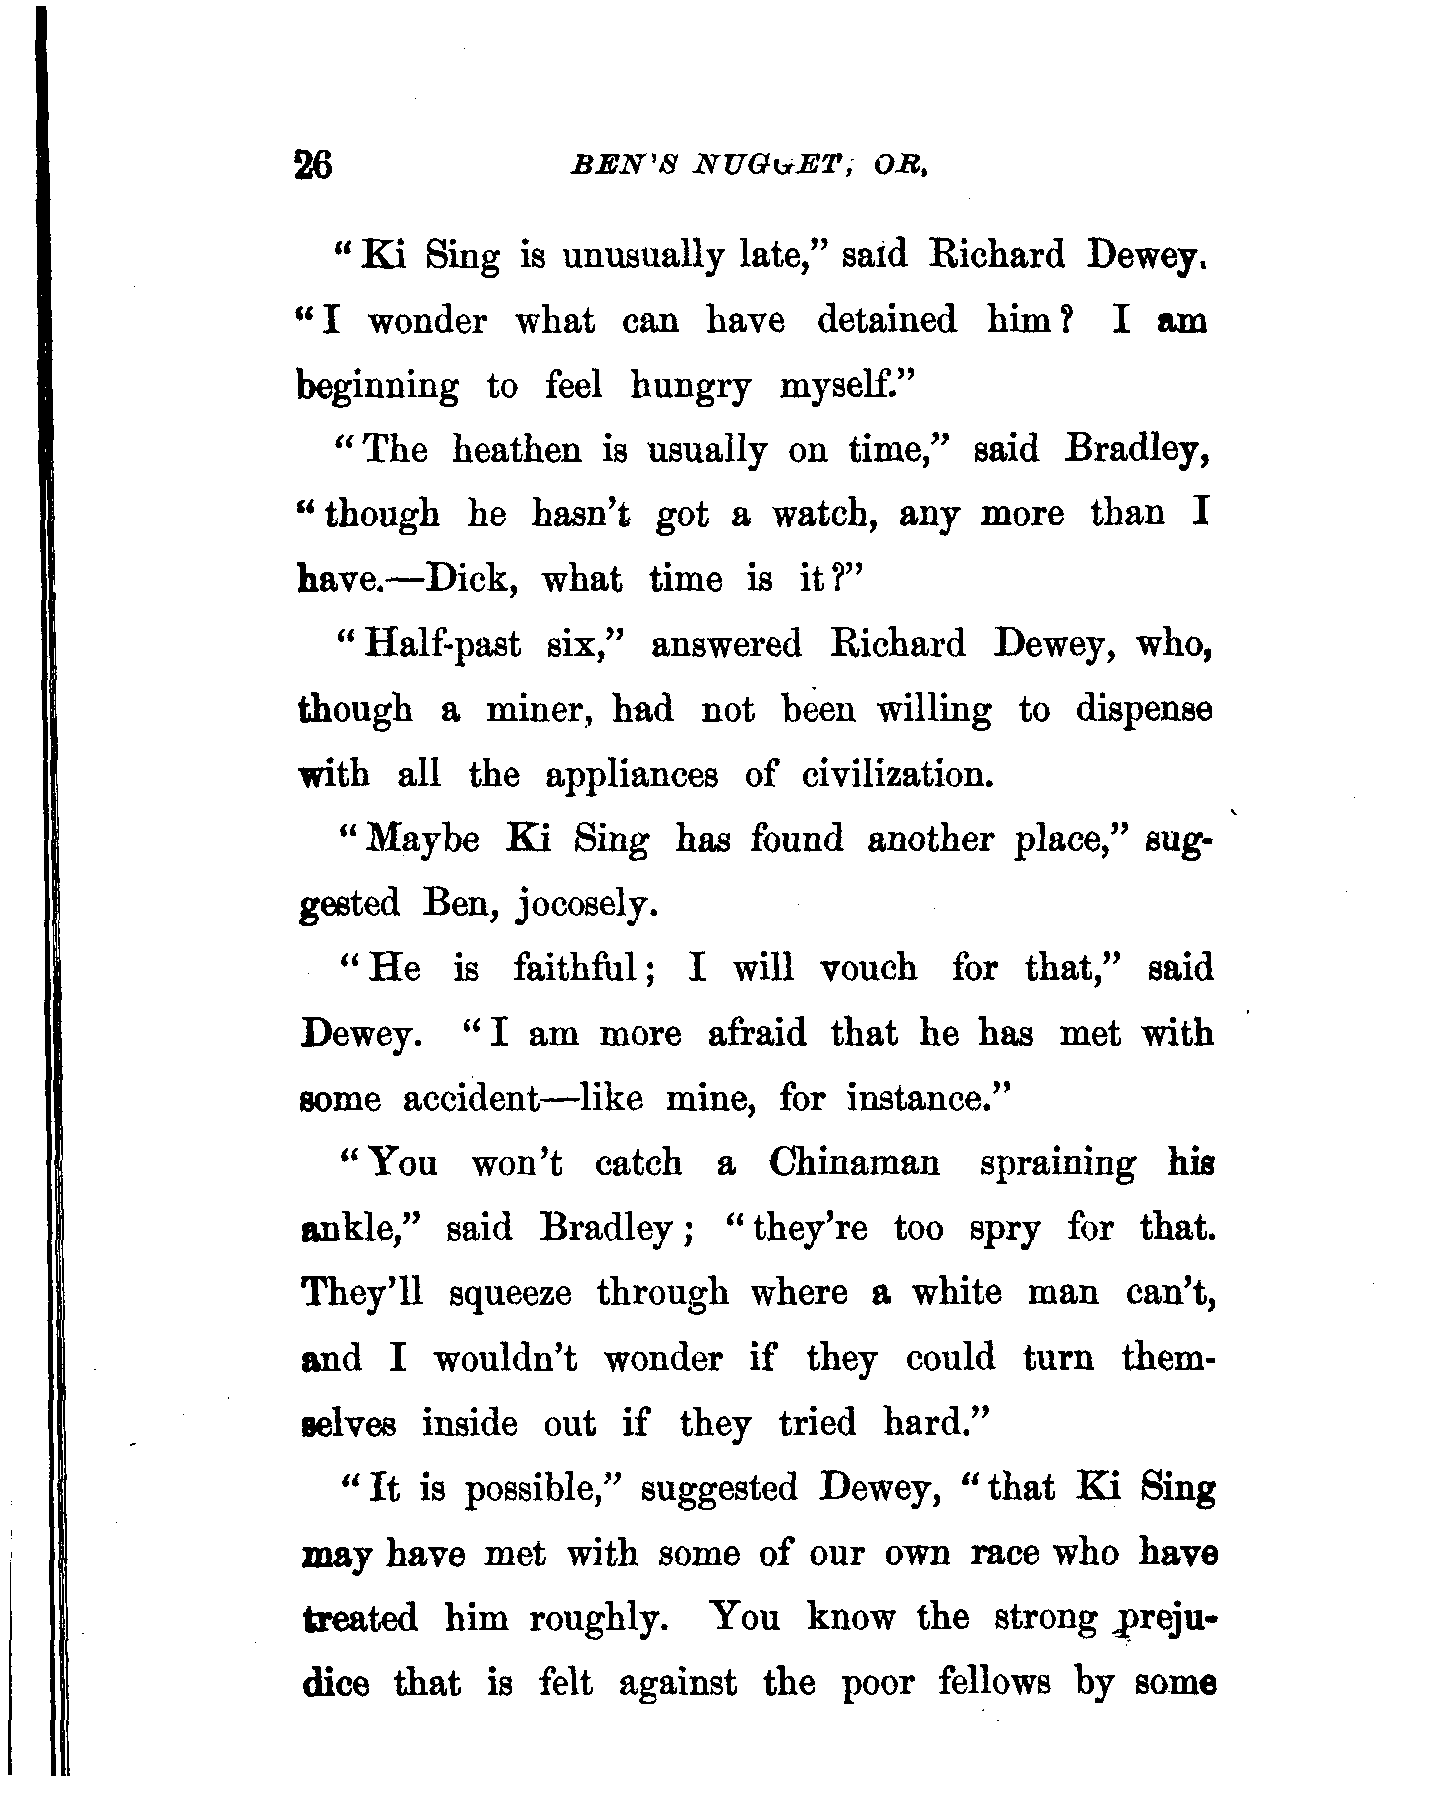 26 BEN'S NUGGET; OR,
“Ki Sing is unusually late,” said Richard Dewey.
“I wonder what can have detained him? I am
beginning to feel hungry myself.”
“The heathen is usually on time,” said Bradley,
“though he hasn't got a watch, any more than I
have.—Dick, what time is it?”
“Half-past six,” answered Richard Dewey, who,
though a miner, had not been willing to dispense
with all the appliances of civilization.
“Maybe Ki Sing has found another place,” sug-
gested Ben, jocosely.
“He is faithful; I will vouch for that,” said
Dewey. “I am more afraid that he has met with
some accident—like mine, for instance.”
“You won't catch a Chinaman spraining his
ankle,” said Bradley; “they're too spry for that.
They'll squeeze through where a white man can't,
and I wouldn't wonder if they could turn them-
selves inside out if they tried hard.”
“It is possible,” suggested Dewey, “that Ki Sing
may have met with some of our own race who have
treated him roughly. You know the strong preju-
dice that is felt against the poor fellows by some